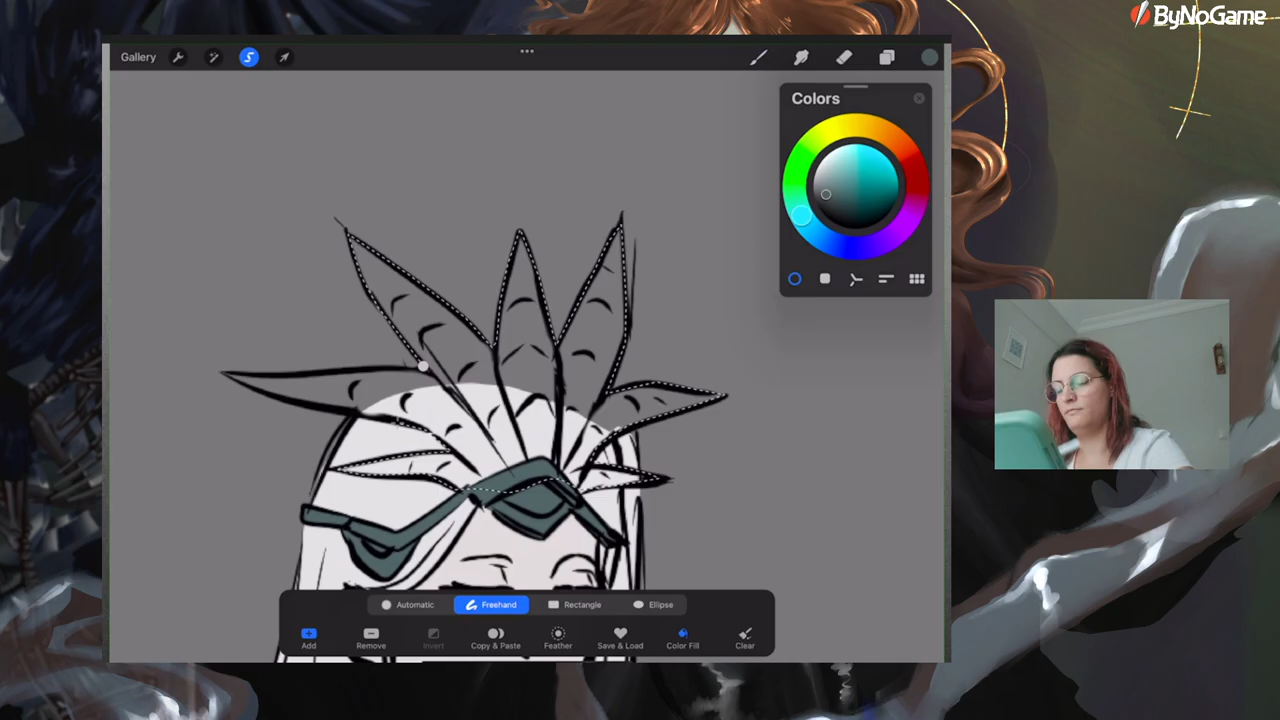 ByNoGame
Gallery
Colors
Automatic Freehand Rectangle Ellipse
Add Remove Invert Copy & Paste Feather Save & Load Color Fill Clear